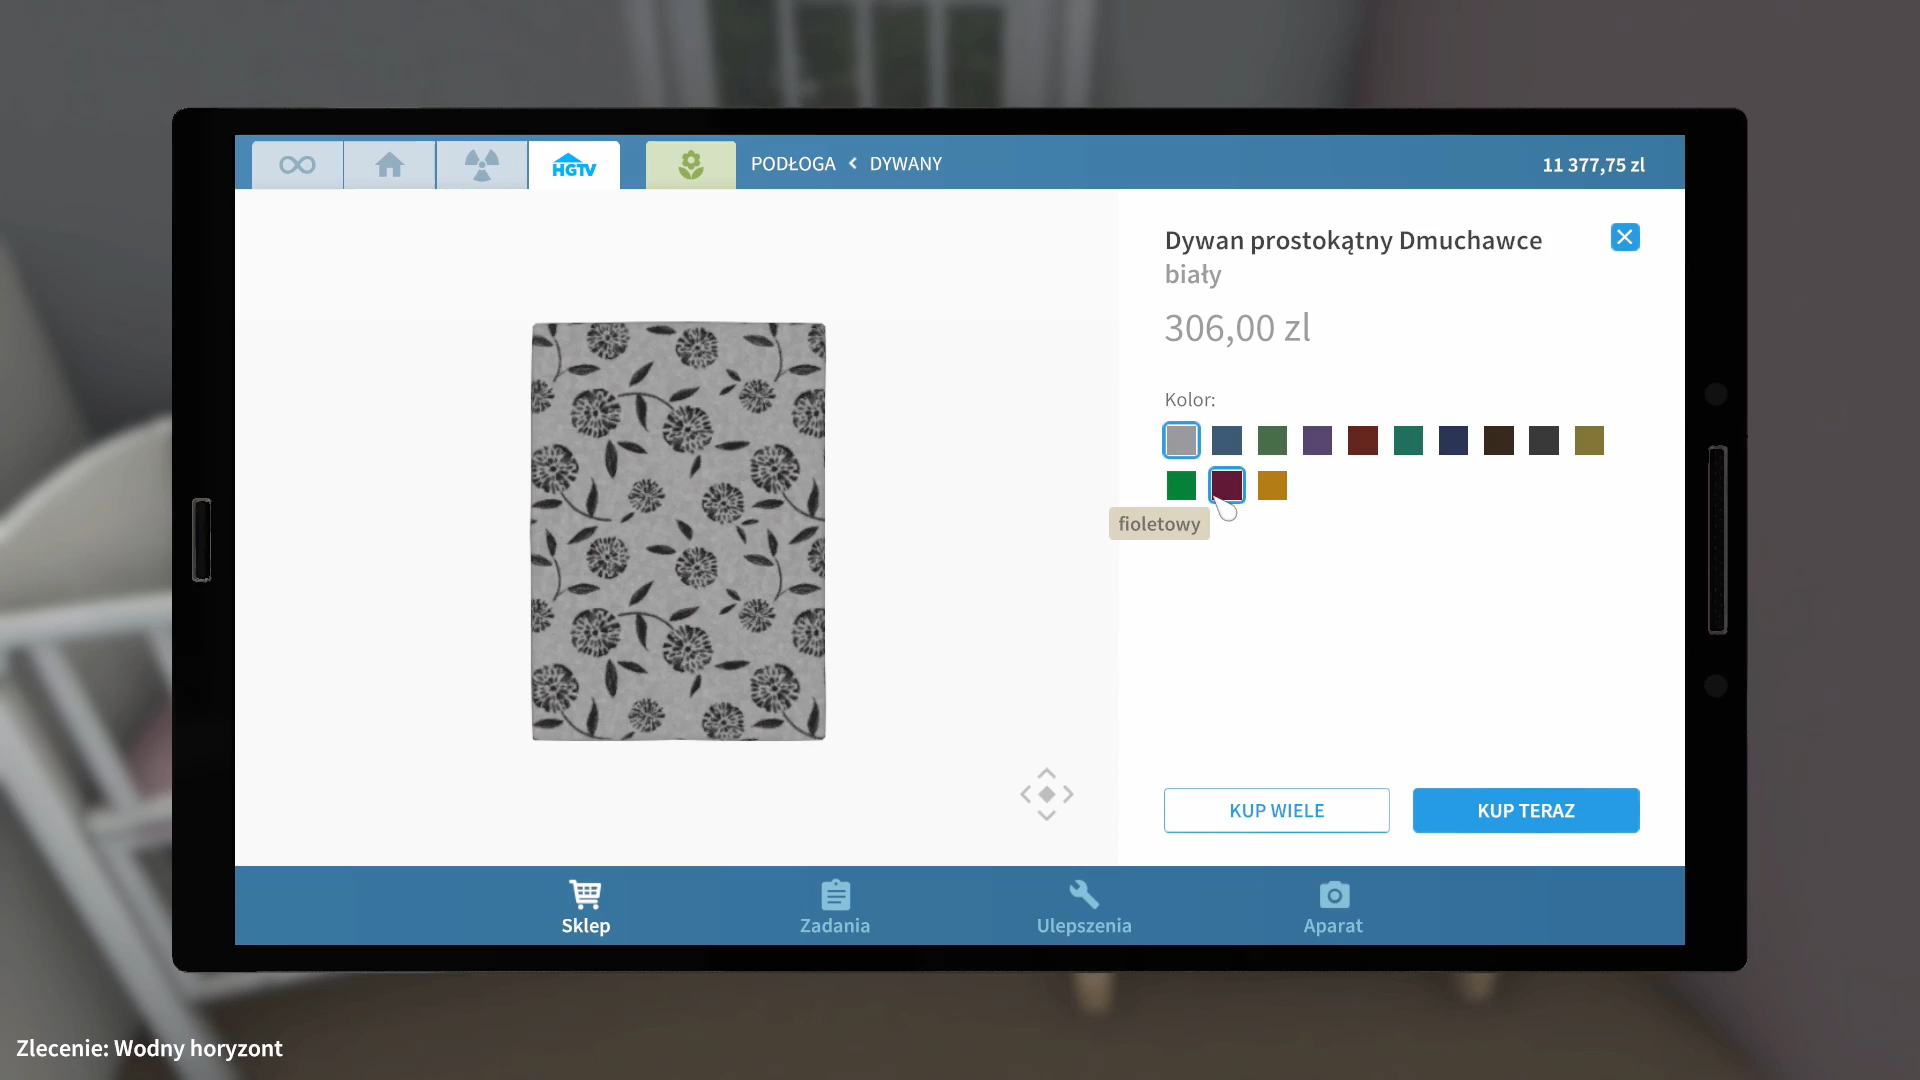 HGTV
PODŁOGA < DYWANY
11 377,75 zl
Dywan prostokątny Dmuchawce
biały
306,00 zl
Kolor:
fioletowy
KUP WIELE
KUP TERAZ
Sklep
Zadania
Ulepszenia
Aparat
Zlecenie: Wodny horyzont